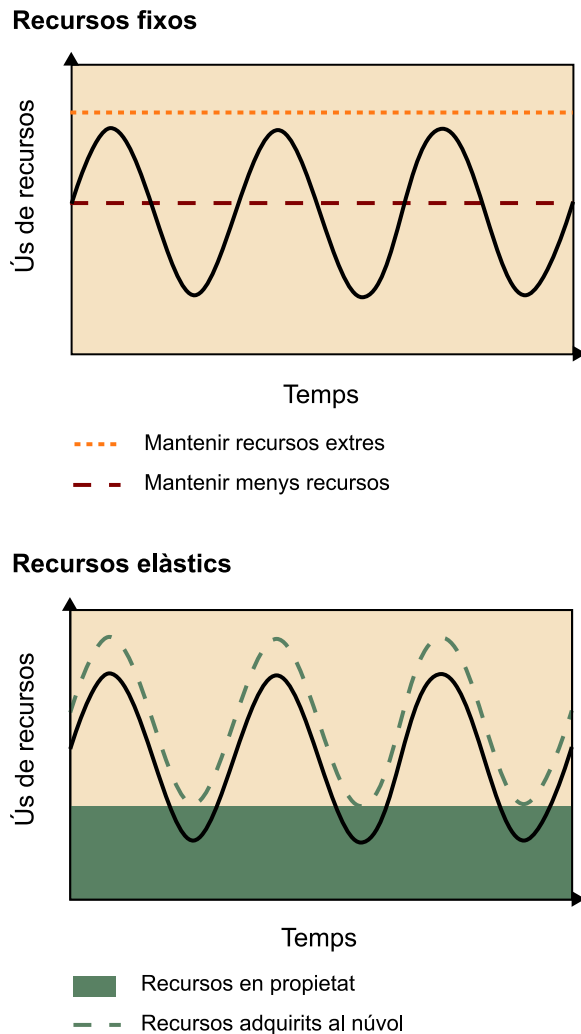 Recursos fixos
Ús de recursos
Temps
Mantenir recursos extres
Mantenir menys recursos
Recursos elàstics
Ús de recursos
Temps
Recursos en propietat
Recursos adquirits al núvol